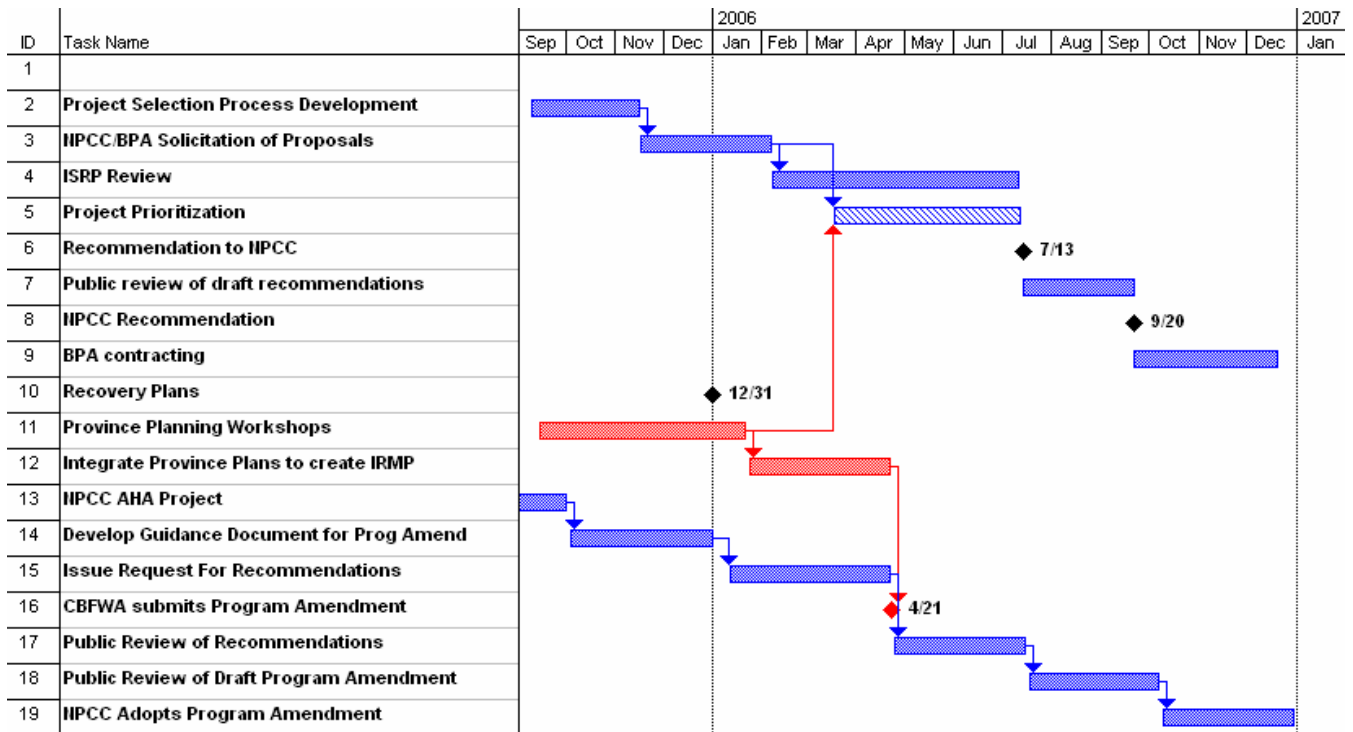 2006 2007
ID Task Name Sep Oct Nov Dec Jan Feb Mar Apr May Jun Jul Aug Sep Oct Nov Dec Jan
1
2 Project Selection Process Development
3 NPCC/BPA Solicitation of Proposals
4 ISRP Review
5 Project Prioritization
6 Recommendation to NPCC 7/13
7 Public review of draft recommendations
8 NPCC Recommendation 9/20
9 BPA contracting
10 Recovery Plans 12/31
11 Province Planning Workshops
12 Integrate Province Plans to create IRMP
13 NPCC AHA Project
14 Develop Guidance Document for Prog Amend
15 Issue Request For Recommendations
16 CBFWA submits Program Amendment 4/21
17 Public Review of Recommendations
18 Public Review of Draft Program Amendment
19 NPCC Adopts Program Amendment